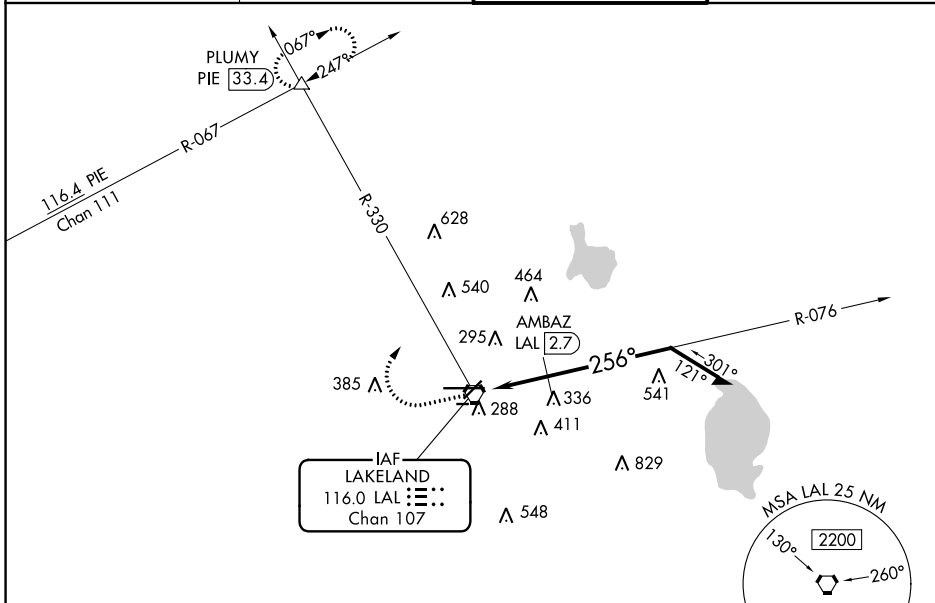 067°
PLUMY
PIE 33.4
247°
R-067
116.4 PIE
Chan 111
R-330
628
540
464
R-076
AMBAZ
LAL 2.7
295
256°
301°
121°
385
541
336
288
411
829
IAF
LAKELAND
116.0 LAL
Chan 107
548
MSA LAL 25 NM
2200
130°
260°